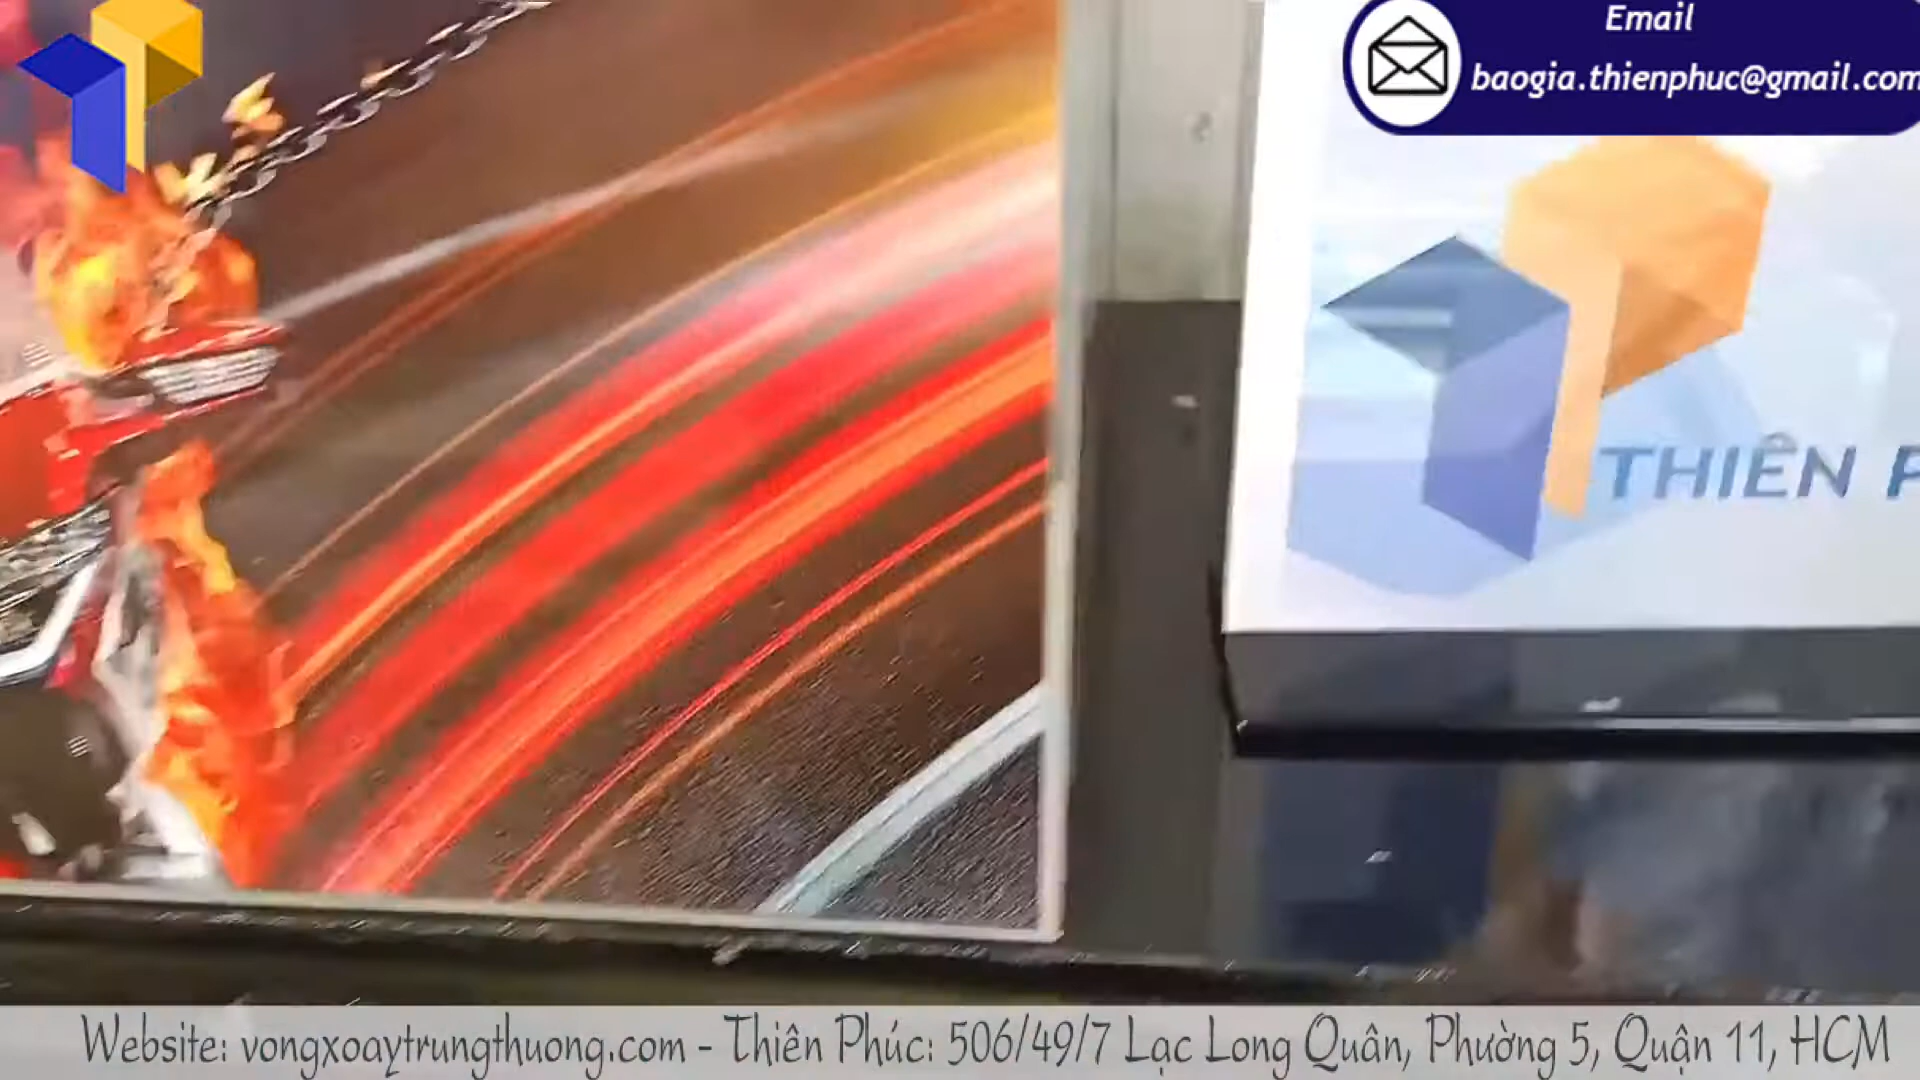 Email
baogia.thienphuc@gmail.com
THIÊN P
Website: vongxoaytrungthuong.com - Thiên Phúc: 506/49/7 Lạc Long Quân, Phường 5, Quận 11, HCM